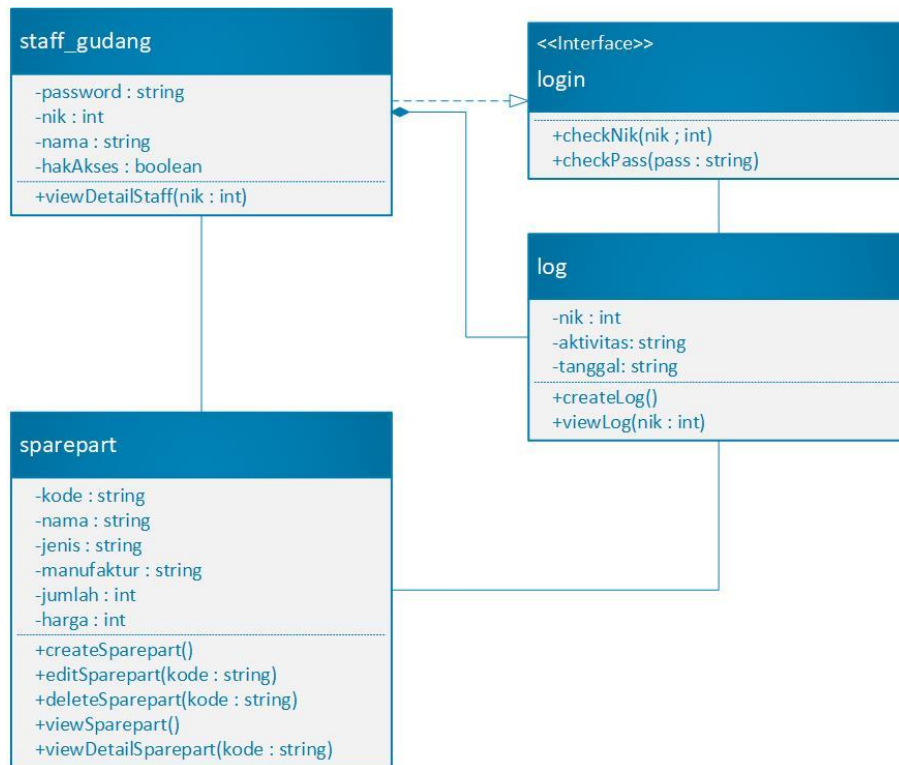 staff_gudang
-password : string
-nik : int
-nama : string
-hakAkses : boolean
+viewDetailStaff(nik : int)
<<Interface>>
login
+checkNik(nik ; int)
+checkPass(pass : string)
log
-nik : int
-aktivitas: string
-tanggal: string
+createLog()
+viewLog(nik : int)
sparepart
-kode : string
-nama : string
-jenis : string
-manufaktur : string
-jumlah : int
-harga : int
+createSparepart()
+editSparepart(kode : string)
+deleteSparepart(kode : string)
+viewSparepart()
+viewDetailSparepart(kode : string)